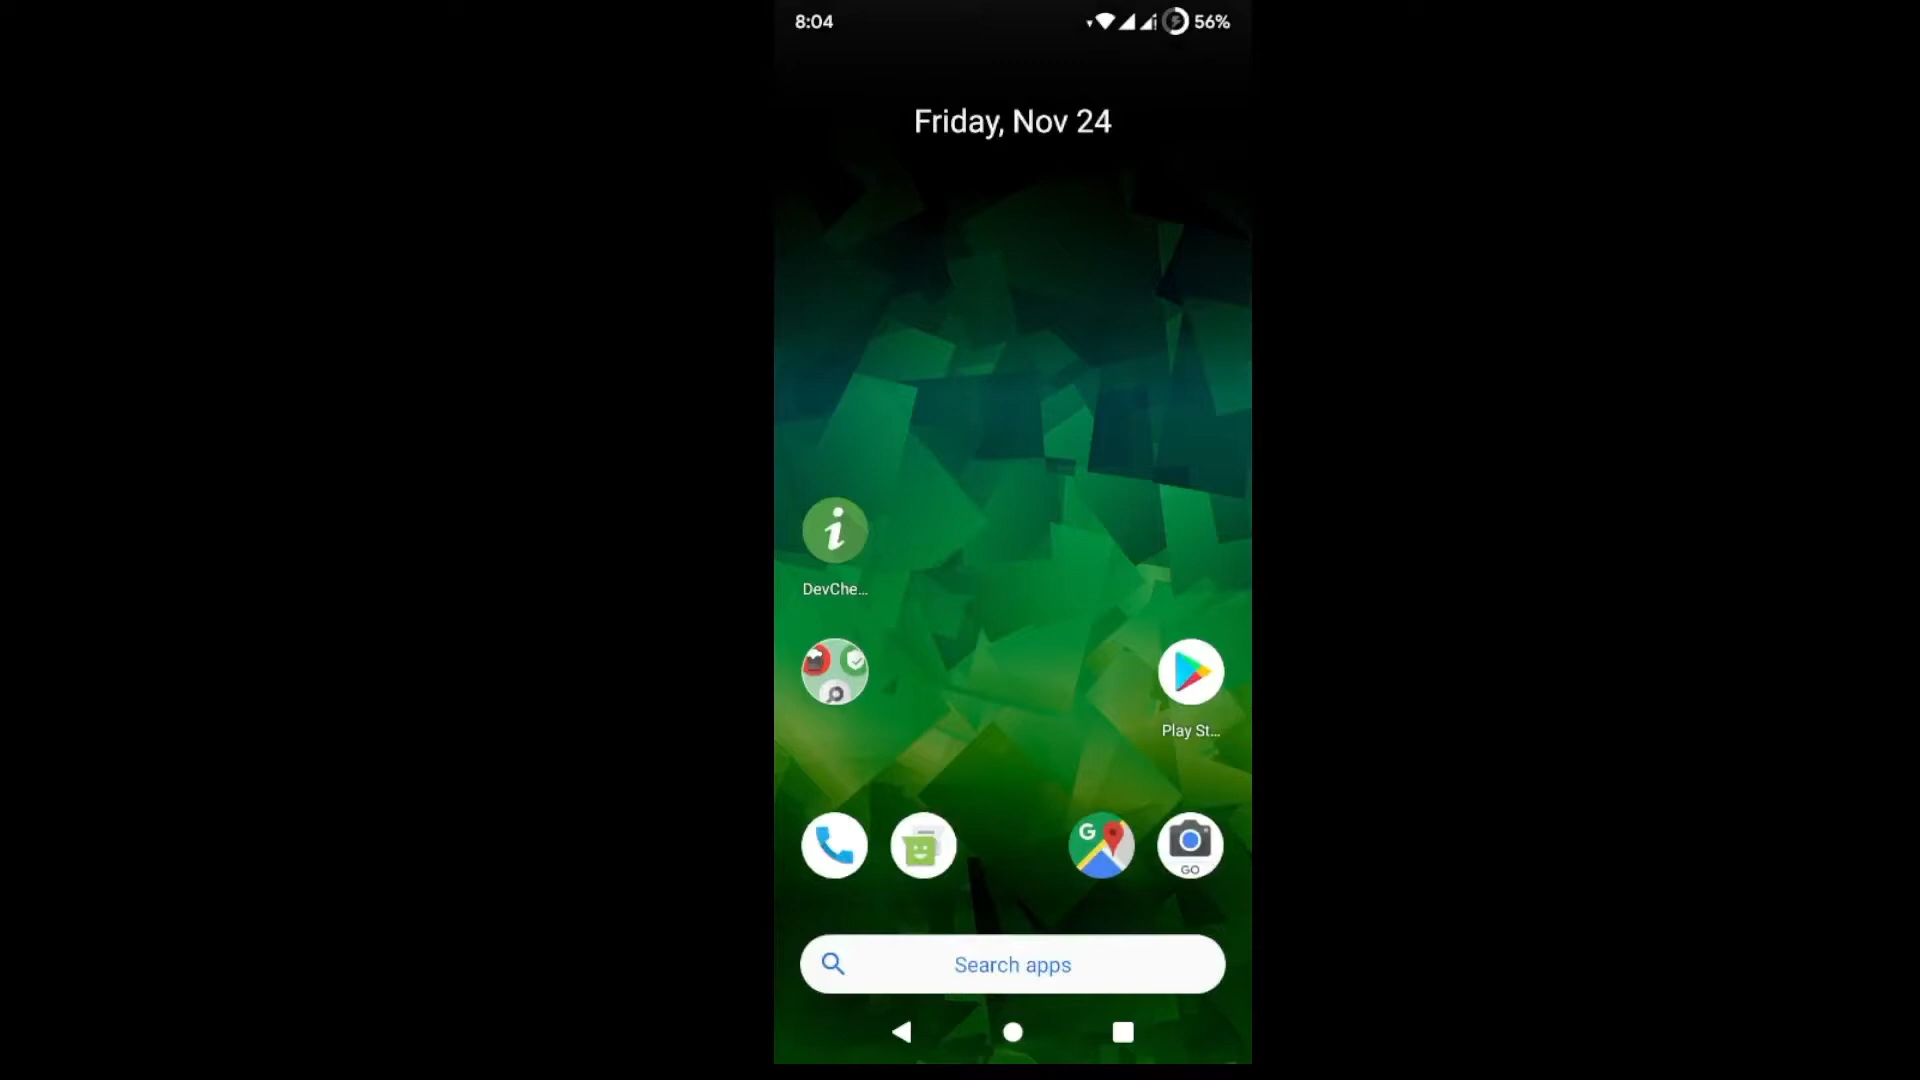 8:04
56%
Friday, Nov 24
DevChe...
Play St...
G
GO
Search apps